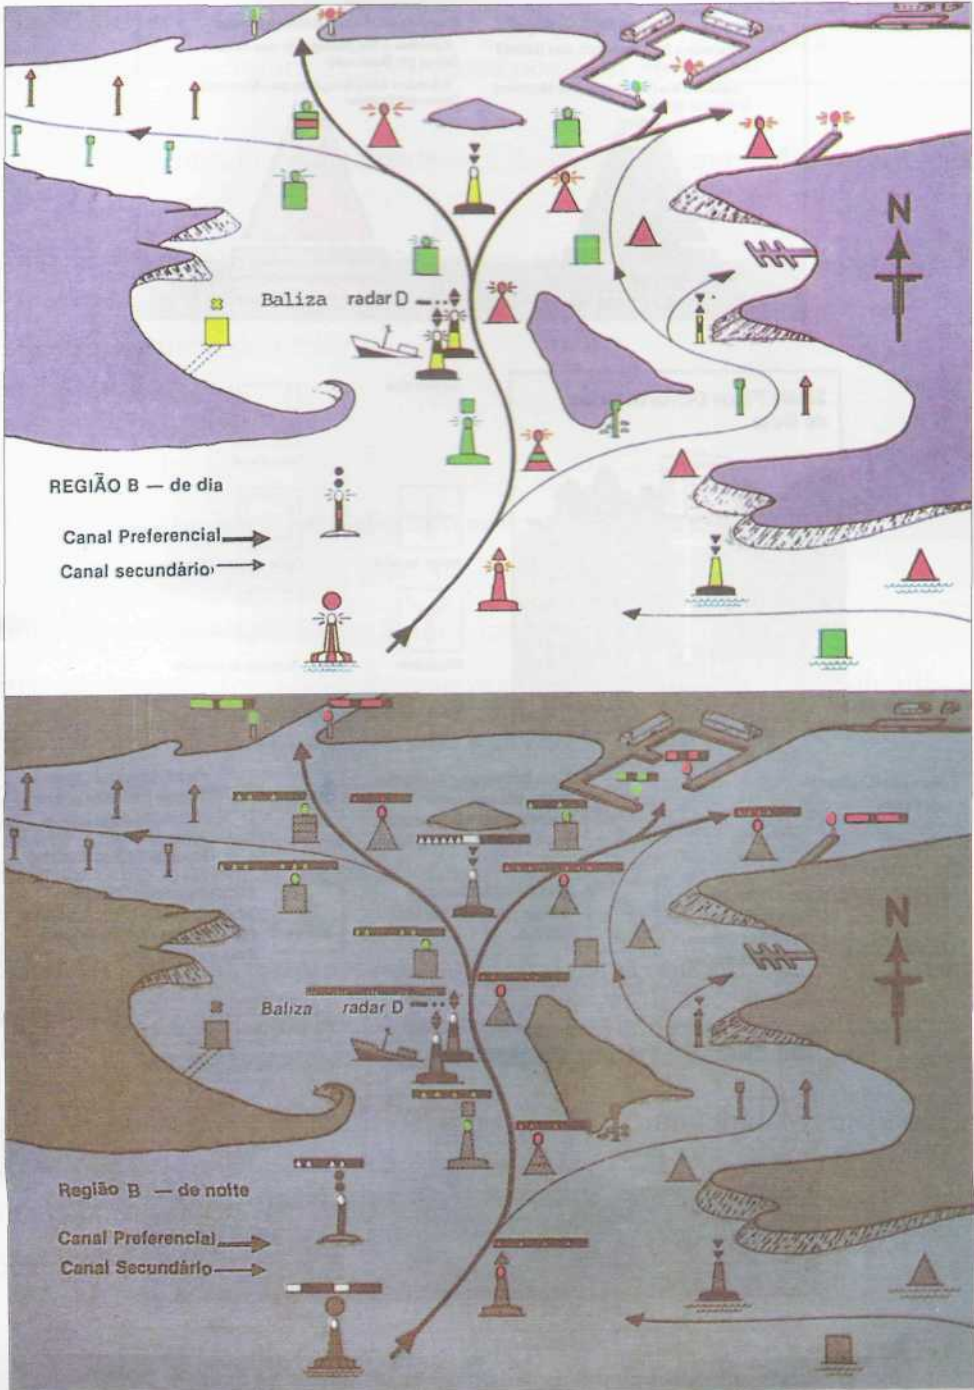 Baliza radar D
N
REGIÃO B — de dia
Canal Preferencial
Canal secundário
N
Baliza radar D
Região B — de noite
Canal Preferencial
Canal Secundário